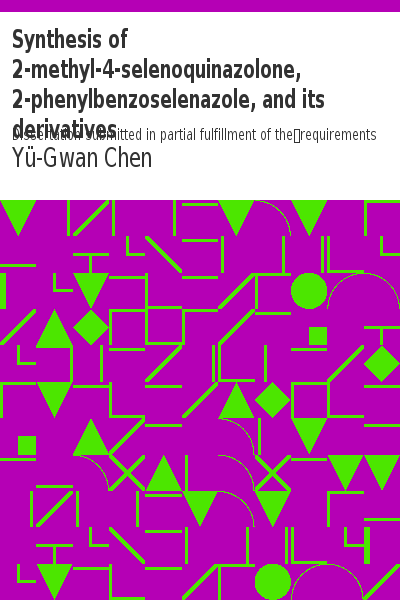 Synthesis of
2-methyl-4-selenoquinazolone,
2-phenylbenzoselenazole, and its
derivatives
Dissertation submitted in partial fulfillment of the requirements
Yü-Gwan Chen